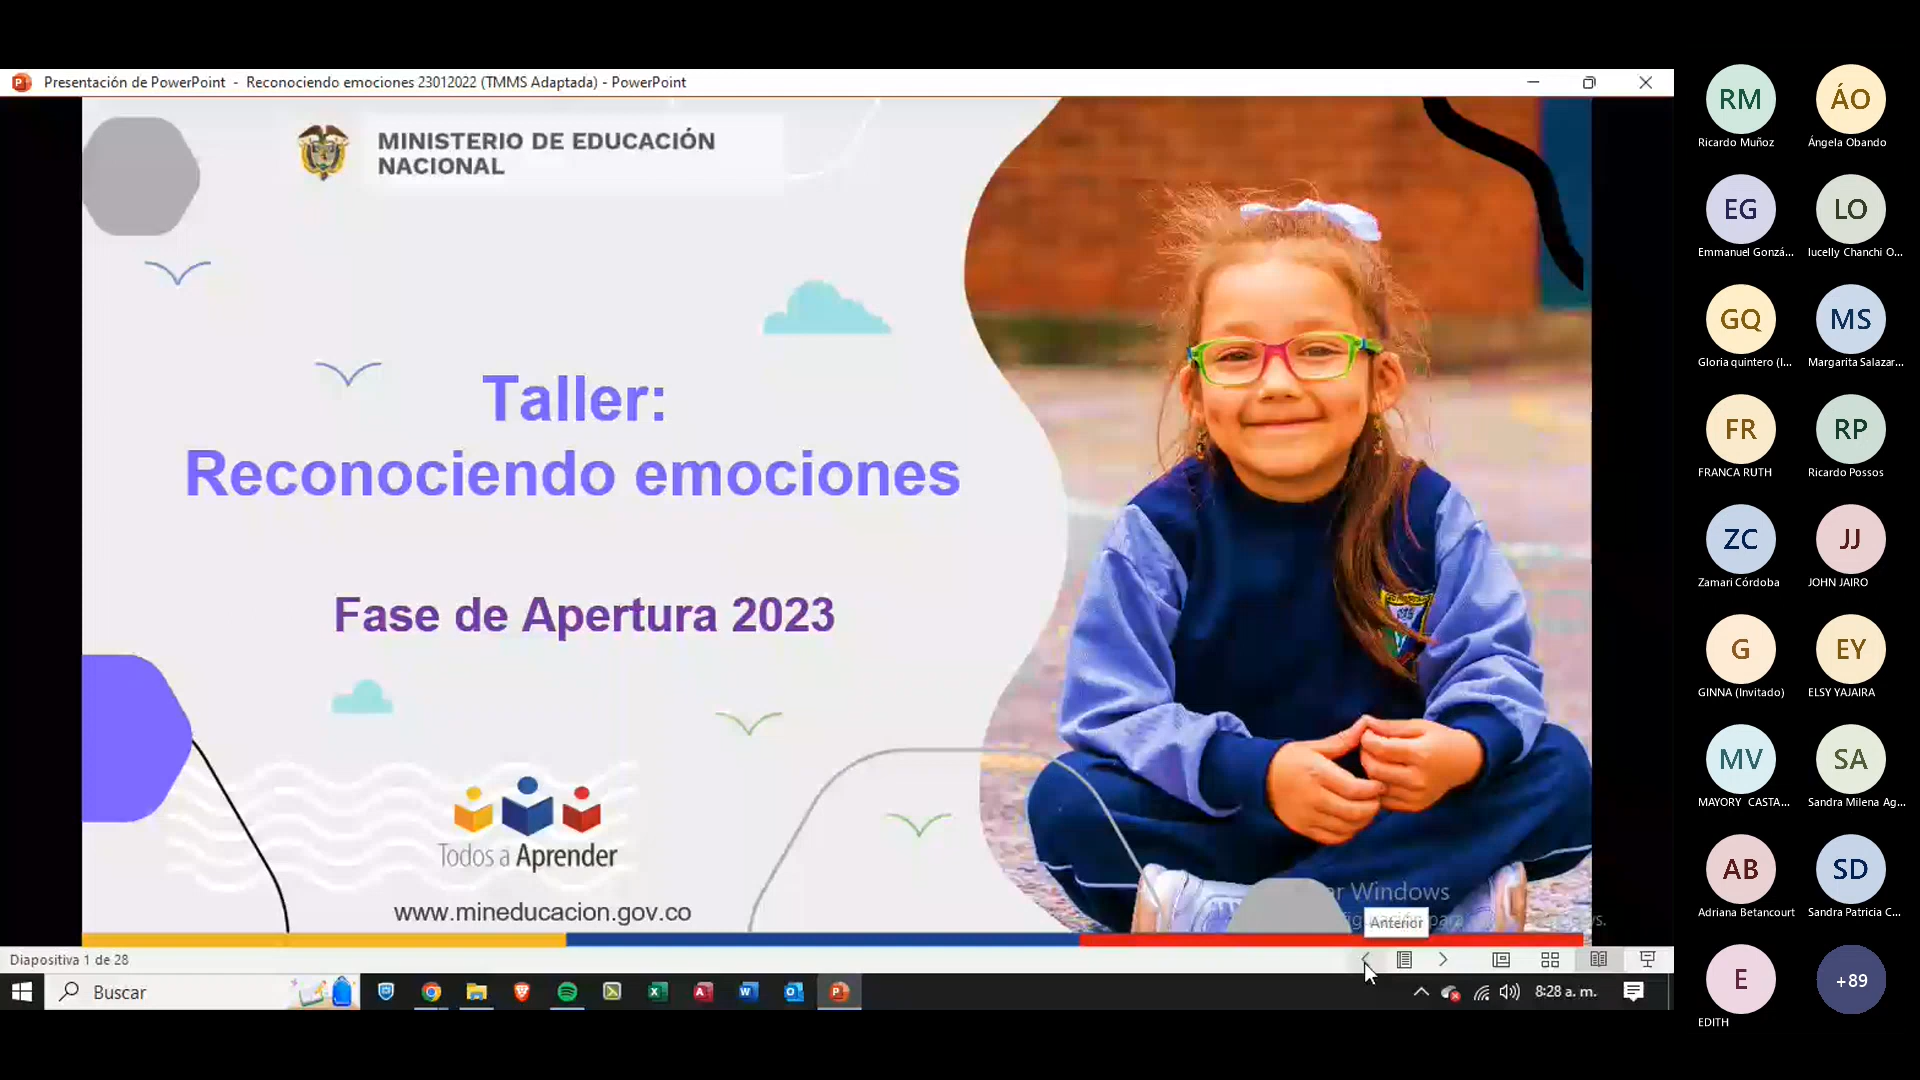 Presentación de PowerPoint - Reconociendo emociones 23012022 (TMMS Adaptada) - PowerPoint
MINISTERIO DE EDUCACIÓN
NACIONAL
Taller:
Reconociendo emociones
Fase de Apertura 2023
Todos a Aprender
www.mineducacion.gov.co
Windows
Anterior
para
Diapositiva 1 de 28
Buscar
8:28 a. m.
RM
Ricardo Muñoz
ÁO
Ángela Obando
EG
Emmanuel Gonzá...
LO
lucelly Chanchi O...
GQ
Gloria quintero (I...
MS
Margarita Salazar...
FR
FRANCA RUTH
RP
Ricardo Possos
ZC
Zamari Córdoba
JJ
JOHN JAIRO
G
GINNA (Invitado)
EY
ELSY YAJAIRA
MV
MAYORY CASTA...
SA
Sandra Milena Ag...
AB
Adriana Betancourt
SD
Sandra Patricia C...
E
EDITH
+89